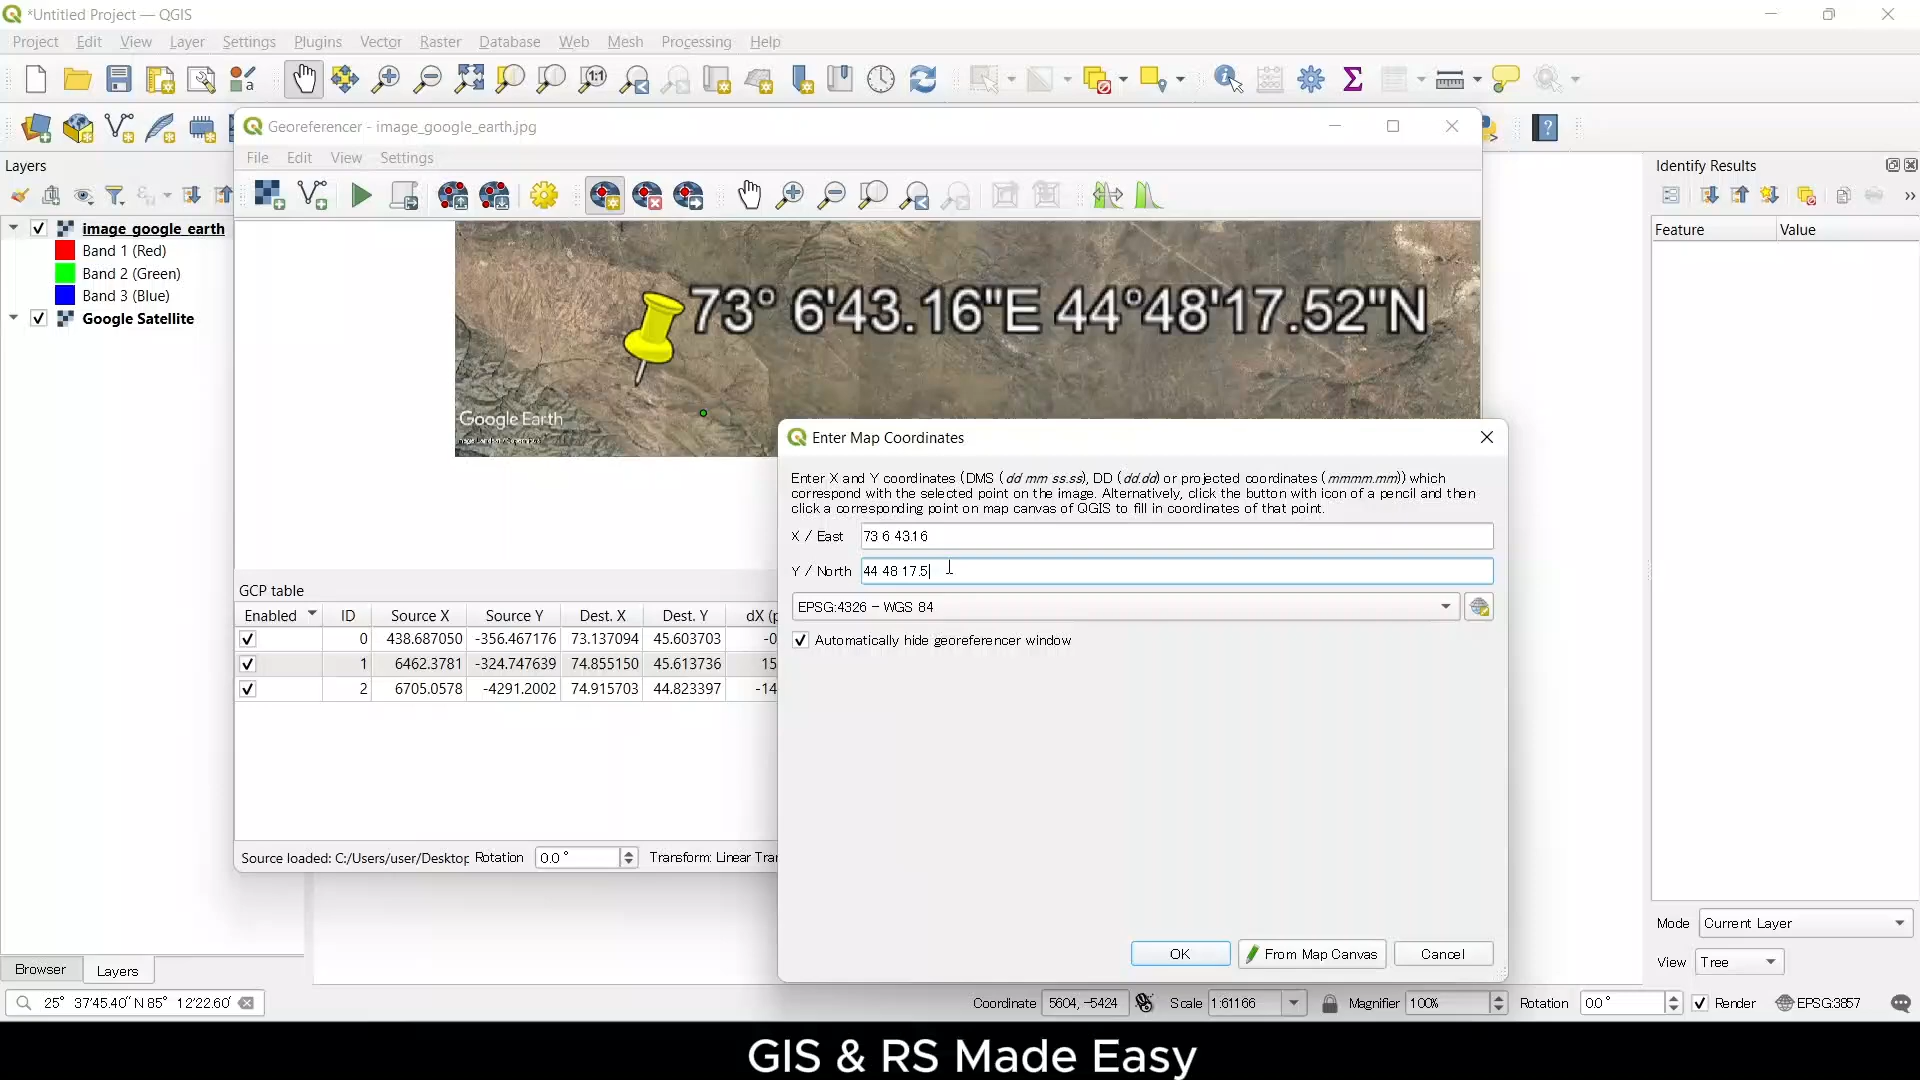 *Untitled Project — QGIS
Project Edit View Layer Settings Plugins Vector Raster Database Web Mesh Processing Help
Georeferencer - image_google_earth.jpg
File Edit View Settings
Layers
image google earth
Band 1 (Red)
Band 2 (Green)
Band 3 (Blue)
Google Satellite
73° 6'43.16"E 44°48'17.52"N
Google Earth
Enter Map Coordinates
Enter X and Y coordinates (DMS (dd mm ss.ss), DD (dd.dd) or projected coordinates (mmmm.mm)) which
correspond with the selected point on the image. Alternatively, click the button with icon of a pencil and then
click a corresponding point on map canvas of QGIS to fill in coordinates of that point.
X / East 73 6 43.16
Y / North 44 48 17.5
EPSG:4326 - WGS 84
Automatically hide georeferencer window
OK From Map Canvas Cancel
GCP table
Enabled ID Source X Source Y Dest. X Dest. Y dX (p
0 438.687050 -356.467176 73.137094 45.603703 -0
1 6462.3781 -324.747639 74.855150 45.613736 15
2 6705.0578 -4291.2002 74.915703 44.823397 -14
Source loaded: C:/Users/user/Desktop Rotation 0.0 ° Transform: Linear Tra
Identify Results
Feature Value
Mode Current Layer
View Tree
Browser Layers
25° 37'45.40" N 85° 12'22.60'
Coordinate 5604, -5424 Scale 1:61166 Magnifier 100% Rotation 0.0 ° Render EPSG:3857
GIS & RS Made Easy